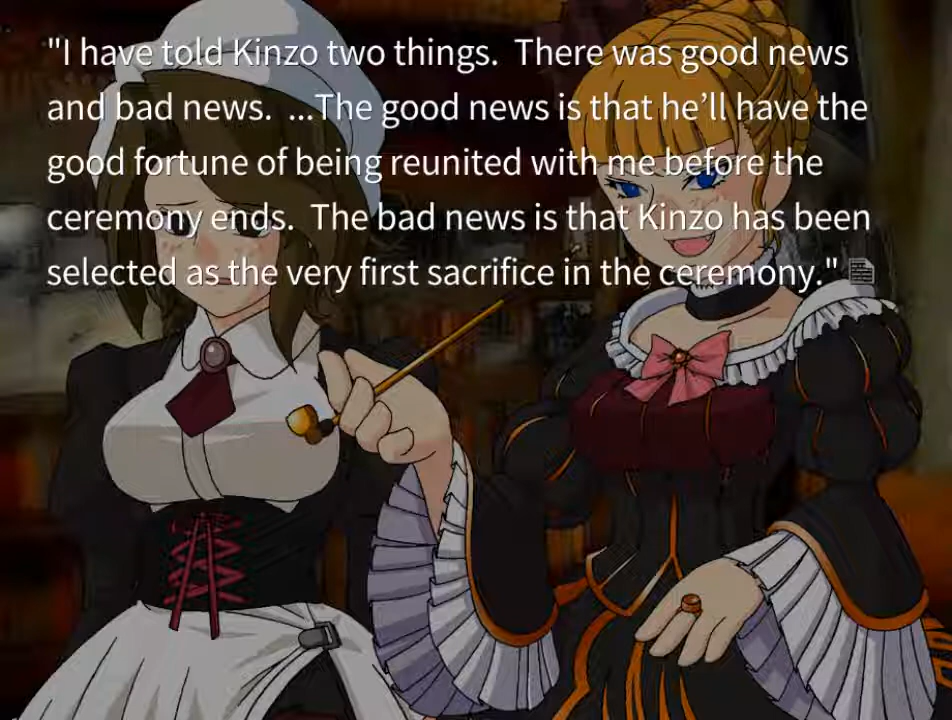 "I have told Kinzo two things.  There was good news
and bad news.  ...The good news is that he’ll have the
good fortune of being reunited with me before the
ceremony ends.  The bad news is that Kinzo has been
selected as the very first sacrifice in the ceremony."